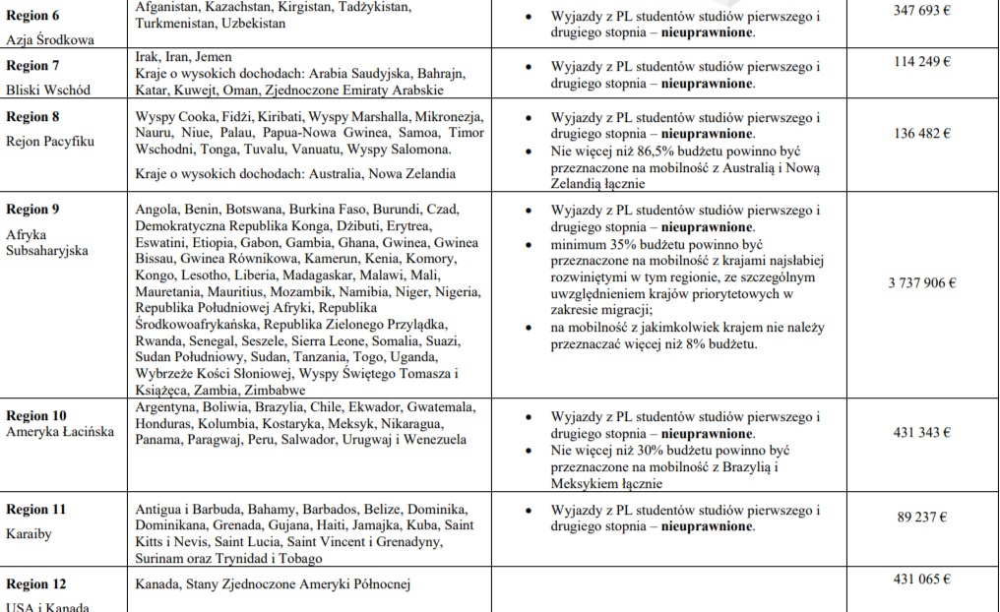 Region 6
Azja Środkowa
Afganistan, Kazachstan, Kirgistan, Tadżykistan,
Turkmenistan, Uzbekistan
• Wyjazdy z PL studentów studiów pierwszego i
drugiego stopnia – nieuprawnione.
347 693 €
Region 7
Bliski Wschód
Irak, Iran, Jemen
Kraje o wysokich dochodach: Arabia Saudyjska, Bahrajn,
Katar, Kuwejt, Oman, Zjednoczone Emiraty Arabskie
• Wyjazdy z PL studentów studiów pierwszego i
drugiego stopnia – nieuprawnione.
114 249 €
Region 8
Rejon Pacyfiku
Wyspy Cooka, Fidżi, Kiribati, Wyspy Marshalla, Mikronezja,
Nauru, Niue, Palau, Papua-Nowa Gwinea, Samoa, Timor
Wschodni, Tonga, Tuvalu, Vanuatu, Wyspy Salomona.
Kraje o wysokich dochodach: Australia, Nowa Zelandia
• Wyjazdy z PL studentów studiów pierwszego i
drugiego stopnia – nieuprawnione.
• Nie więcej niż 86,5% budżetu powinno być
przeznaczone na mobilność z Australią i Nową
Zelandią łącznie
136 482 €
Region 9
Afryka
Subsaharyjska
Angola, Benin, Botswana, Burkina Faso, Burundi, Czad,
Demokratyczna Republika Konga, Dżibuti, Erytrea,
Eswatini, Etiopia, Gabon, Gambia, Ghana, Gwinea, Gwinea
Bissau, Gwinea Równikowa, Kamerun, Kenia, Komory,
Kongo, Lesotho, Liberia, Madagaskar, Malawi, Mali,
Mauretania, Mauritius, Mozambik, Namibia, Niger, Nigeria,
Republika Południowej Afryki, Republika
Środkowoafrykańska, Republika Zielonego Przylądka,
Rwanda, Senegal, Seszele, Sierra Leone, Somalia, Suazi,
Sudan Południowy, Sudan, Tanzania, Togo, Uganda,
Wybrzeże Kości Słoniowej, Wyspy Świętego Tomasza i
Książęca, Zambia, Zimbabwe
• Wyjazdy z PL studentów studiów pierwszego i
drugiego stopnia – nieuprawnione.
• minimum 35% budżetu powinno być
przeznaczone na mobilność z krajami najsłabiej
rozwiniętymi w tym regionie, ze szczególnym
uwzględnieniem krajów priorytetowych w
zakresie migracji;
• na mobilność z jakimkolwiek krajem nie należy
przeznaczać więcej niż 8% budżetu.
3 737 906 €
Region 10
Ameryka Łacińska
Argentyna, Boliwia, Brazylia, Chile, Ekwador, Gwatemala,
Honduras, Kolumbia, Kostaryka, Meksyk, Nikaragua,
Panama, Paragwaj, Peru, Salwador, Urugwaj i Wenezuela
• Wyjazdy z PL studentów studiów pierwszego i
drugiego stopnia – nieuprawnione.
• Nie więcej niż 30% budżetu powinno być
przeznaczone na mobilność z Brazylią i
Meksykiem łącznie
431 343 €
Region 11
Karaiby
Antigua i Barbuda, Bahamy, Barbados, Belize, Dominika,
Dominikana, Grenada, Gujana, Haiti, Jamajka, Kuba, Saint
Kitts i Nevis, Saint Lucia, Saint Vincent i Grenadyny,
Surinam oraz Trynidad i Tobago
• Wyjazdy z PL studentów studiów pierwszego i
drugiego stopnia – nieuprawnione.
89 237 €
Region 12
USA i Kanada
Kanada, Stany Zjednoczone Ameryki Północnej
431 065 €